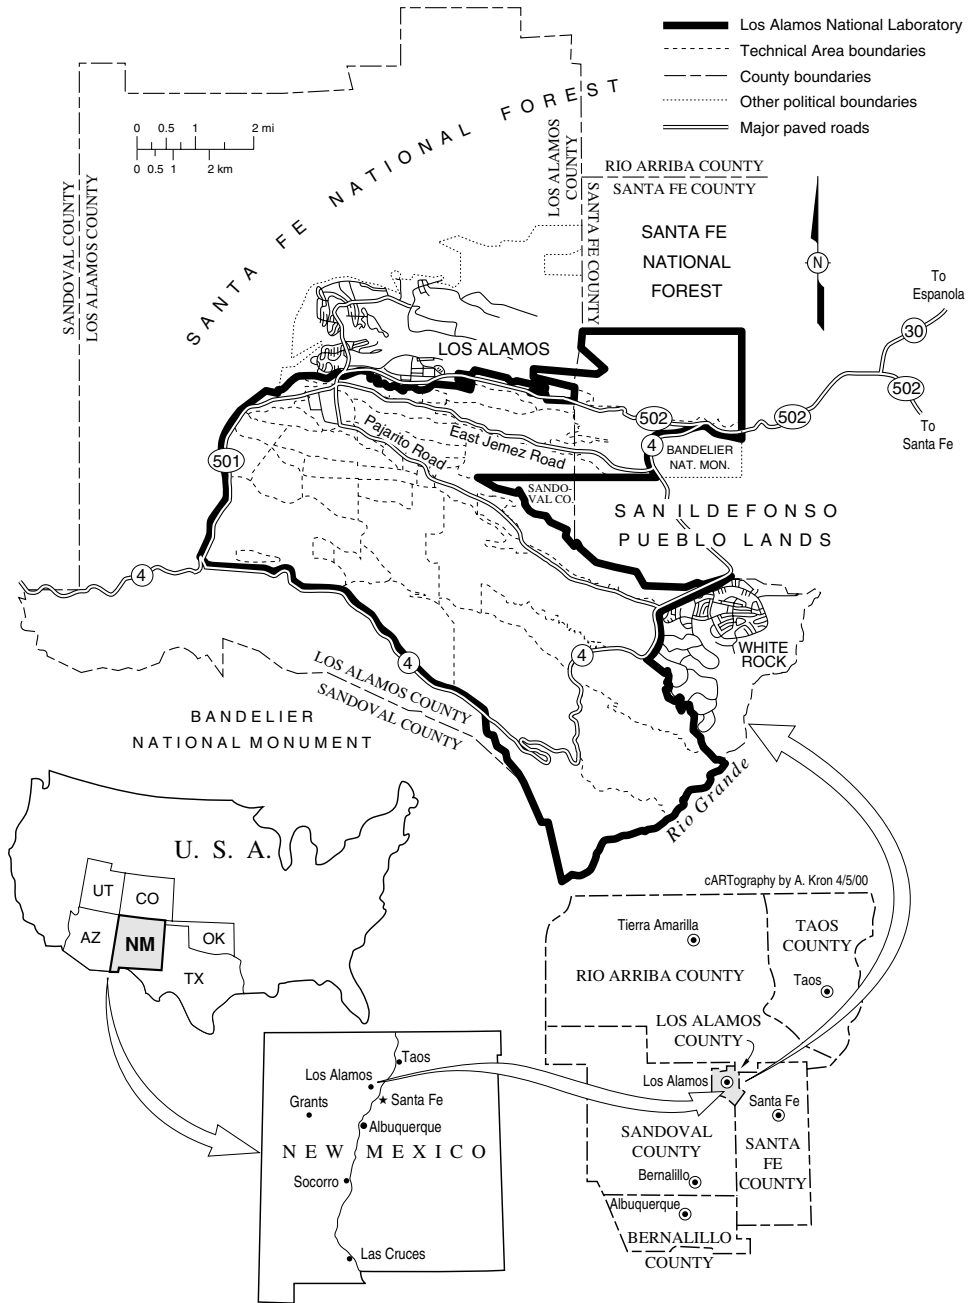 Los Alamos National Laboratory
Technical Area boundaries
County boundaries
Other political boundaries
Major paved roads
0 0.5 1 2 mi
0 0.5 1 2 km
SANTA FE NATIONAL FOREST
SANDOVAL COUNTY
LOS ALAMOS COUNTY
LOS ALAMOS
COUNTY
SANTA FE COUNTY
RIO ARRIBA COUNTY
SANTA FE COUNTY
SANTA FE
NATIONAL
FOREST
N
To
Espanola
30
502
To
Santa Fe
502
502
LOS ALAMOS
4
BANDELIER
NAT. MON.
Pajarito Road
East Jemez Road
501
SANDO-
VAL CO.
SAN ILDEFONSO
PUEBLO LANDS
4
WHITE
ROCK
4
4
LOS ALAMOS COUNTY
SANDOVAL COUNTY
BANDELIER
NATIONAL MONUMENT
Rio Grande
cARTography by A. Kron 4/5/00
U. S. A.
UT
CO
AZ
NM
OK
TX
Taos
Los Alamos
Grants
Santa Fe
Albuquerque
NEW MEXICO
Socorro
Las Cruces
Tierra Amarilla
TAOS
COUNTY
RIO ARRIBA COUNTY
Taos
LOS ALAMOS
COUNTY
Los Alamos
Santa Fe
SANDOVAL
COUNTY
SANTA
FE
COUNTY
Bernalillo
Albuquerque
BERNALILLO
COUNTY